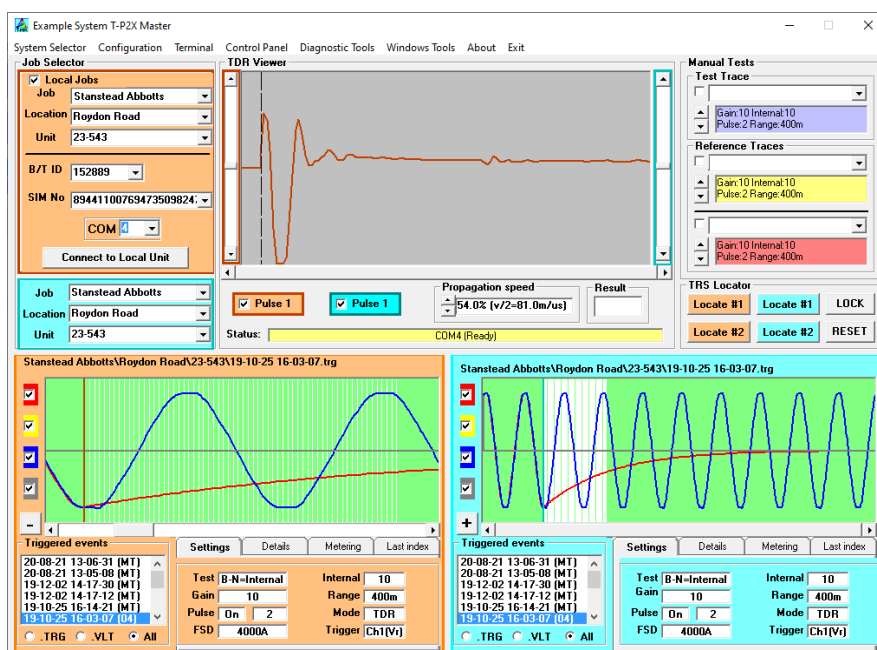 Example System T-P2X Master
System Selector Configuration Terminal Control Panel Diagnostic Tools Windows Tools About Exit
Job Selector
Local Jobs
Job Stanstead Abbotts
Location Roydon Road
Unit 23-543
B/T ID 152889
SIM No 8944110076947350982
COM 4
Connect to Local Unit
Job Stanstead Abbotts
Location Roydon Road
Unit 23-543
TDR Viewer
Pulse 1
Pulse 1
Propagation speed
54.0% (v/2=81.0m/us)
Result
Status: COM4 (Ready)
Manual Tests
Test Trace
Gain:10 Internal:10
Pulse:2 Range:400m
Reference Traces
Gain:10 Internal:10
Pulse:2 Range:400m
Gain:10 Internal:10
Pulse:2 Range:400m
TRS Locator
Locate #1 Locate #1 LOCK
Locate #2 Locate #2 RESET
Stanstead Abbotts\Roydon Road\23-543\19-10-25 16-03-07.trg
-
Triggered events
20-08-21 13-06-31 (MT)
20-08-21 13-05-08 (MT)
19-12-02 14-17-30 (MT)
19-12-02 14-17-12 (MT)
19-10-25 16-14-21 (MT)
19-10-25 16-03-07 (04)
.TRG .VLT All
Settings Details Metering Last index
Test B-N=Internal Internal 10
Gain 10 Range 400m
Pulse On 2 Mode TDR
FSD 4000A Trigger Ch1(Vr)
Stanstead Abbotts\Roydon Road\23-543\19-10-25 16-03-07.trg
+
Triggered events
20-08-21 13-06-31 (MT)
20-08-21 13-05-08 (MT)
19-12-02 14-17-30 (MT)
19-12-02 14-17-12 (MT)
19-10-25 16-14-21 (MT)
19-10-25 16-03-07 (04)
.TRG .VLT All
Settings Details Metering Last index
Test B-N=Internal Internal 10
Gain 10 Range 400m
Pulse On 2 Mode TDR
FSD 4000A Trigger Ch1(Vr)